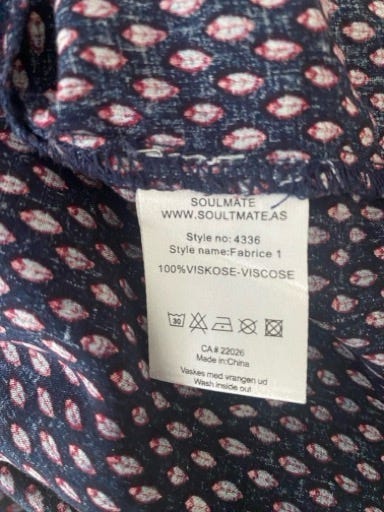 SOULMATE
WWW.SOULTMATE.AS
Style no: 4336
Style name:Fabrice 1
100%VISKOSE-VISCOSE
30
CA # 22026
Made in:China
Vaskes med vrangen ud
Wash inside out